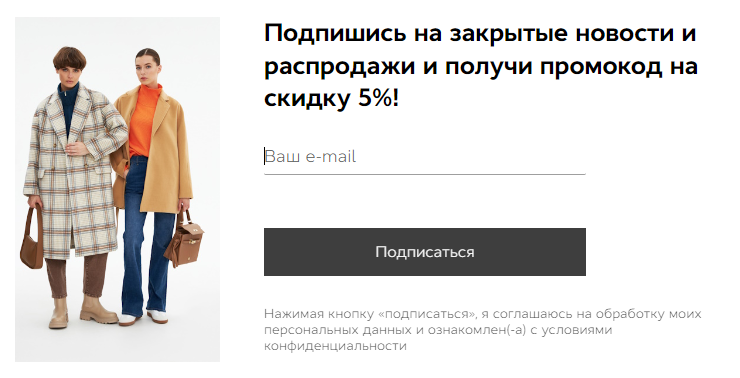 Подпишись на закрытые новости и
распродажи и получи промокод на
скидку 5%!
Ваш e-mail
Подписаться
Нажимая кнопку «подписаться», я соглашаюсь на обработку моих
персональных данных и ознакомлен(-а) с условиями
конфиденциальности